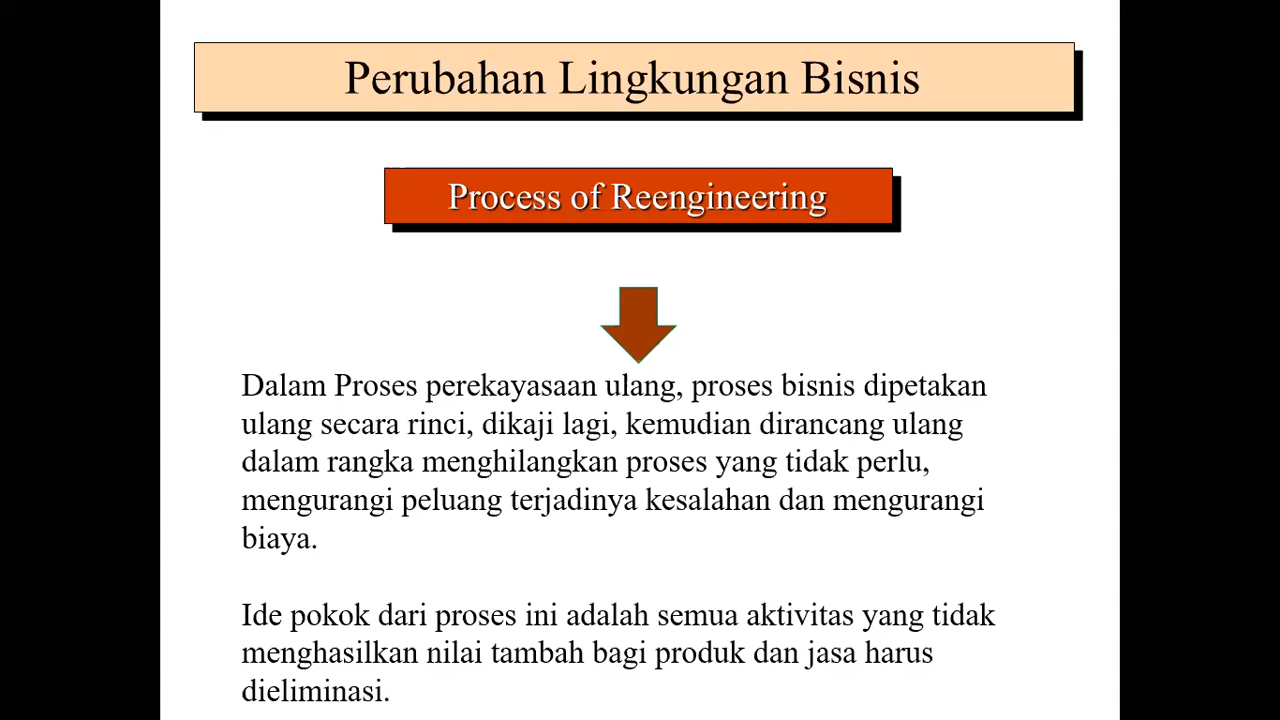 Perubahan Lingkungan Bisnis
Process of Reengineering
Dalam Proses perekayasaan ulang, proses bisnis dipetakan
ulang secara rinci, dikaji lagi, kemudian dirancang ulang
dalam rangka menghilangkan proses yang tidak perlu,
mengurangi peluang terjadinya kesalahan dan mengurangi
biaya.
Ide pokok dari proses ini adalah semua aktivitas yang tidak
menghasilkan nilai tambah bagi produk dan jasa harus
dieliminasi.